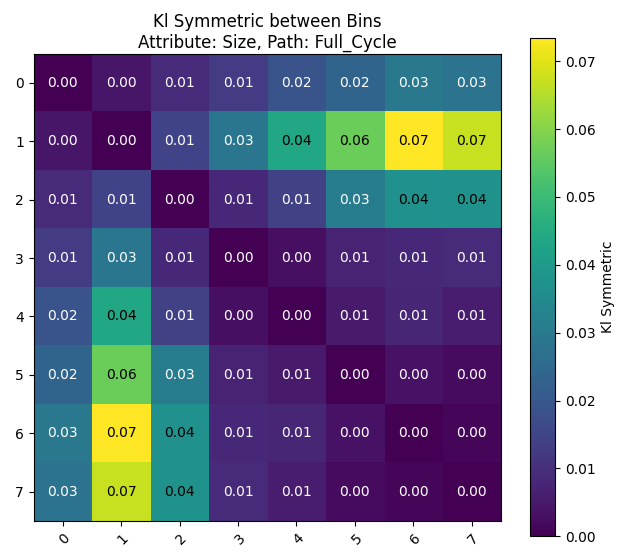 Kl Symmetric between Bins
Attribute: Size, Path: Full_Cycle
0 0.00 0.00 0.01 0.01 0.02 0.02 0.03 0.03
1 0.00 0.00 0.01 0.03 0.04 0.06 0.07 0.07
2 0.01 0.01 0.00 0.01 0.01 0.03 0.04 0.04
3 0.01 0.03 0.01 0.00 0.00 0.01 0.01 0.01
4 0.02 0.04 0.01 0.00 0.00 0.01 0.01 0.01
5 0.02 0.06 0.03 0.01 0.01 0.00 0.00 0.00
6 0.03 0.07 0.04 0.01 0.01 0.00 0.00 0.00
7 0.03 0.07 0.04 0.01 0.01 0.00 0.00 0.00
0 1 2 3 4 5 6 7
0.07
0.06
0.05
0.04
0.03
0.02
0.01
0.00
Kl Symmetric